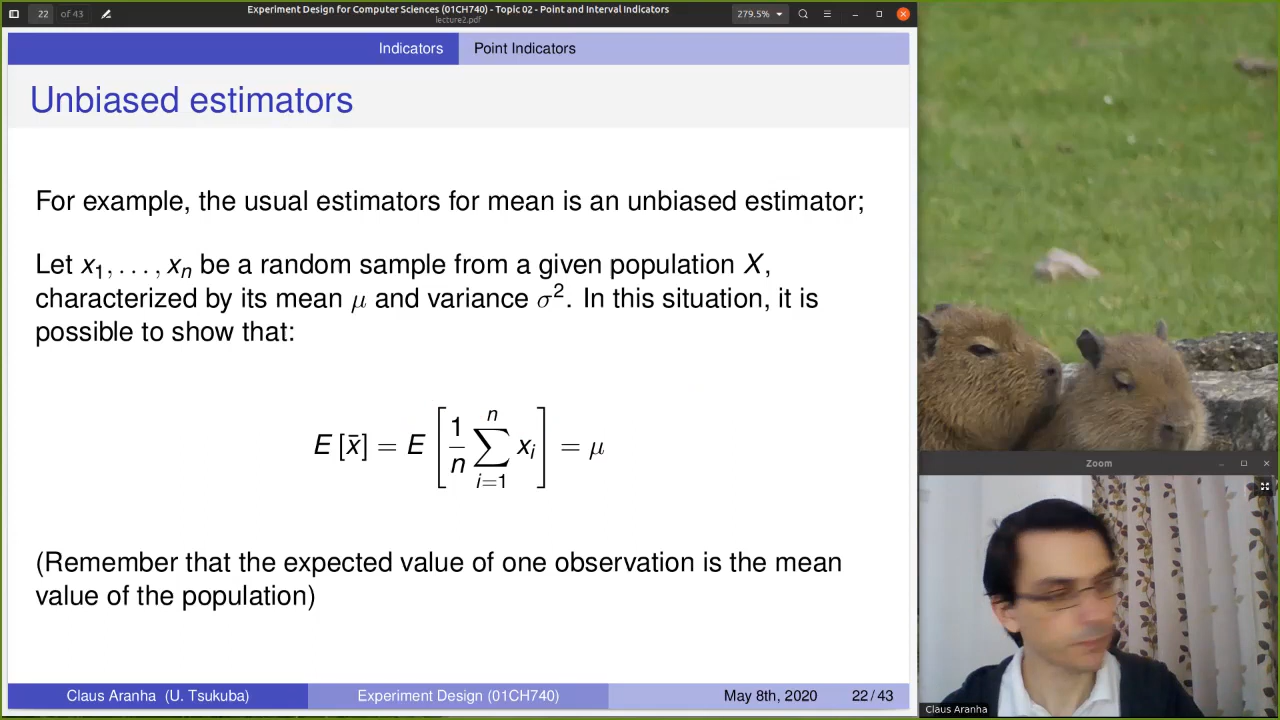 22 of 43
Experiment Design for Computer Sciences (01CH740) - Topic 02 - Point and Interval Indicators
lecture2.pdf
279.5%
Indicators Point Indicators
Unbiased estimators
For example, the usual estimators for mean is an unbiased estimator;
Let x₁, . . . , xₙ be a random sample from a given population X,
characterized by its mean μ and variance σ². In this situation, it is
possible to show that:
E [x̄] = E [ 1/n ∑ᵢ₌₁ⁿ xᵢ ] = μ
(Remember that the expected value of one observation is the mean
value of the population)
Claus Aranha (U. Tsukuba) Experiment Design (01CH740) May 8th, 2020 22 / 43
Zoom
Claus Aranha